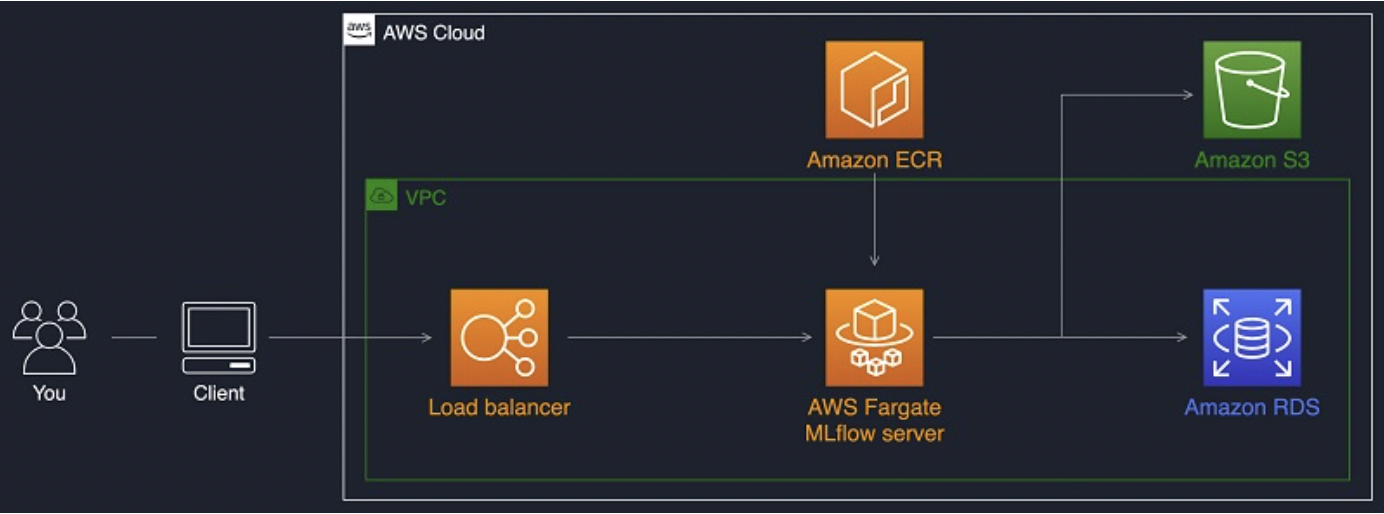 aws
AWS Cloud
Amazon ECR
Amazon S3
VPC
You
Client
Load balancer
AWS Fargate
MLflow server
Amazon RDS